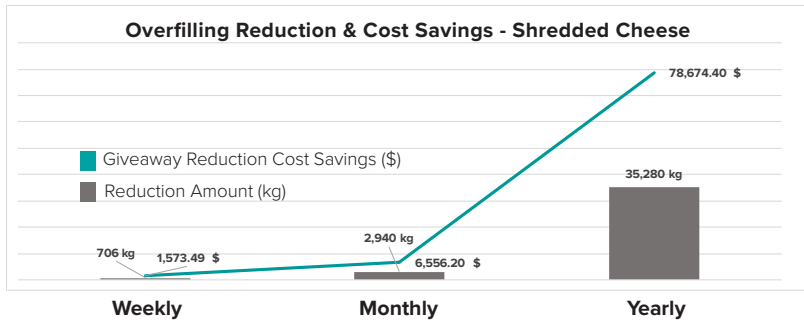 Overfilling Reduction & Cost Savings - Shredded Cheese
78,674.40 $
Giveaway Reduction Cost Savings ($)
Reduction Amount (kg)
35,280 kg
2,940 kg
706 kg
1,573.49 $
6,556.20 $
Weekly
Monthly
Yearly